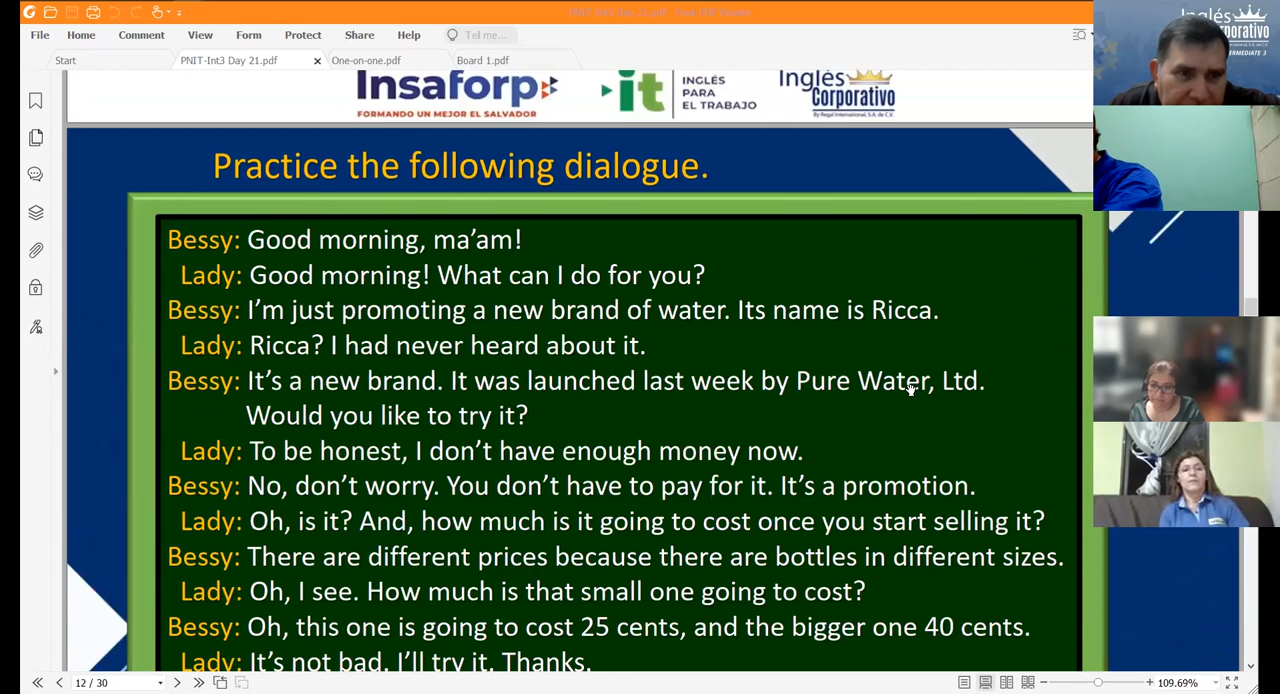 File Home Comment View Form Protect Share Help Tell me...
Start PNIT-Int3 Day 21.pdf One-on-one.pdf Board 1.pdf
Insaforp
FORMANDO UN MEJOR EL SALVADOR
it
INGLÉS
PARA
EL TRABAJO
Inglés
Corporativo
By Regal International, S.A. de C.V.
Inglés
INTERMEDIATE 3
Practice the following dialogue.
Bessy: Good morning, ma'am!
Lady: Good morning! What can I do for you?
Bessy: I'm just promoting a new brand of water. Its name is Ricca.
Lady: Ricca? I had never heard about it.
Bessy: It's a new brand. It was launched last week by Pure Water, Ltd.
Would you like to try it?
Lady: To be honest, I don't have enough money now.
Bessy: No, don't worry. You don't have to pay for it. It's a promotion.
Lady: Oh, is it? And, how much is it going to cost once you start selling it?
Bessy: There are different prices because there are bottles in different sizes.
Lady: Oh, I see. How much is that small one going to cost?
Bessy: Oh, this one is going to cost 25 cents, and the bigger one 40 cents.
Lady: It's not bad. I'll try it. Thanks.
12 / 30
109.69%